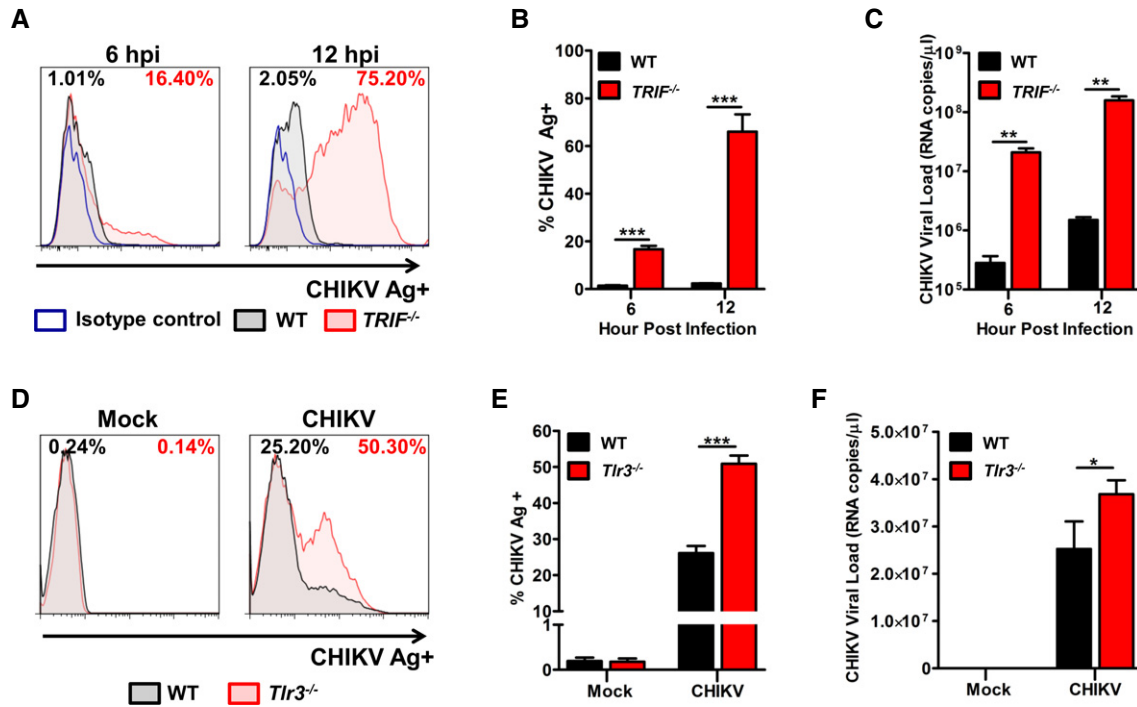 A
6 hpi
12 hpi
1.01%
16.40%
2.05%
75.20%
CHIKV Ag+
Isotype control
WT
TRIF-/-
B
WT
TRIF-/-
% CHIKV Ag+
100
80
60
40
20
0
***
***
6
12
Hour Post Infection
C
WT
TRIF-/-
CHIKV Viral Load (RNA copies/µl)
10⁹
10⁸
10⁷
10⁶
10⁵
**
**
6
12
Hour Post Infection
D
Mock
CHIKV
0.24%
0.14%
25.20%
50.30%
CHIKV Ag+
WT
Tlr3-/-
E
WT
Tlr3-/-
% CHIKV Ag +
60
50
40
30
20
10
1
0
***
Mock
CHIKV
F
WT
Tlr3-/-
CHIKV Viral Load (RNA copies/µl)
5.0×10⁷
4.0×10⁷
3.0×10⁷
2.0×10⁷
1.0×10⁷
0
*
Mock
CHIKV